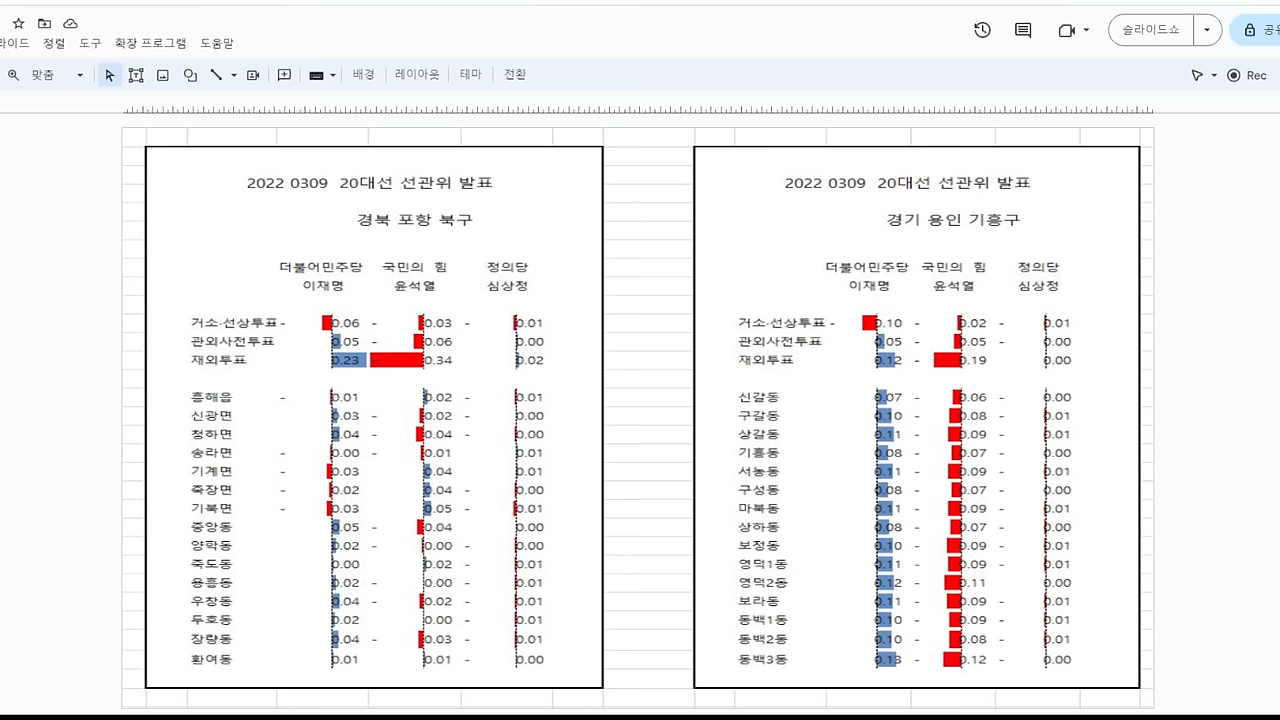 라이드 정렬 도구 확장 프로그램 도움말
슬라이드쇼
공유
맞춤
배경 레이아웃 테마 전환
Rec
2022 0309 20대선 선관위 발표
경북 포항 북구
더불어민주당 국민의 힘 정의당
이재명 윤석열 심상정
거소·선상투표 - 0.06 - 0.03 - 0.01
관외사전투표 0.05 - 0.06 0.00
재외투표 0.23 - 0.34 0.02
흥해읍 - 0.01 0.02 - 0.01
신광면 0.03 - 0.02 - 0.00
청하면 0.04 - 0.04 - 0.00
송라면 - 0.00 - 0.01 0.01
기계면 - 0.03 0.04 0.01
죽장면 - 0.02 0.04 - 0.00
기북면 - 0.03 0.05 - 0.01
중앙동 0.05 - 0.04 0.00
양학동 0.02 - 0.00 - 0.00
죽도동 0.00 0.02 - 0.01
용흥동 0.02 - 0.00 - 0.01
우창동 0.04 - 0.02 - 0.01
두호동 0.02 0.00 - 0.01
장량동 0.04 - 0.03 - 0.01
환여동 0.01 0.01 - 0.00
2022 0309 20대선 선관위 발표
경기 용인 기흥구
더불어민주당 국민의 힘 정의당
이재명 윤석열 심상정
거소·선상투표 - 0.10 - 0.02 - 0.01
관외사전투표 0.05 - 0.05 - 0.00
재외투표 0.12 - 0.19 0.00
신갈동 0.07 - 0.06 - 0.00
구갈동 0.10 - 0.08 - 0.01
상갈동 0.11 - 0.09 - 0.01
기흥동 0.08 - 0.07 - 0.00
서농동 0.11 - 0.09 - 0.01
구성동 0.08 - 0.07 - 0.00
마북동 0.11 - 0.09 - 0.01
상하동 0.08 - 0.07 - 0.00
보정동 0.10 - 0.09 - 0.01
영덕1동 0.11 - 0.09 - 0.01
영덕2동 0.12 - 0.11 0.00
보라동 0.11 - 0.09 - 0.01
동백1동 0.10 - 0.09 - 0.01
동백2동 0.10 - 0.08 - 0.01
동백3동 0.13 - 0.12 - 0.00